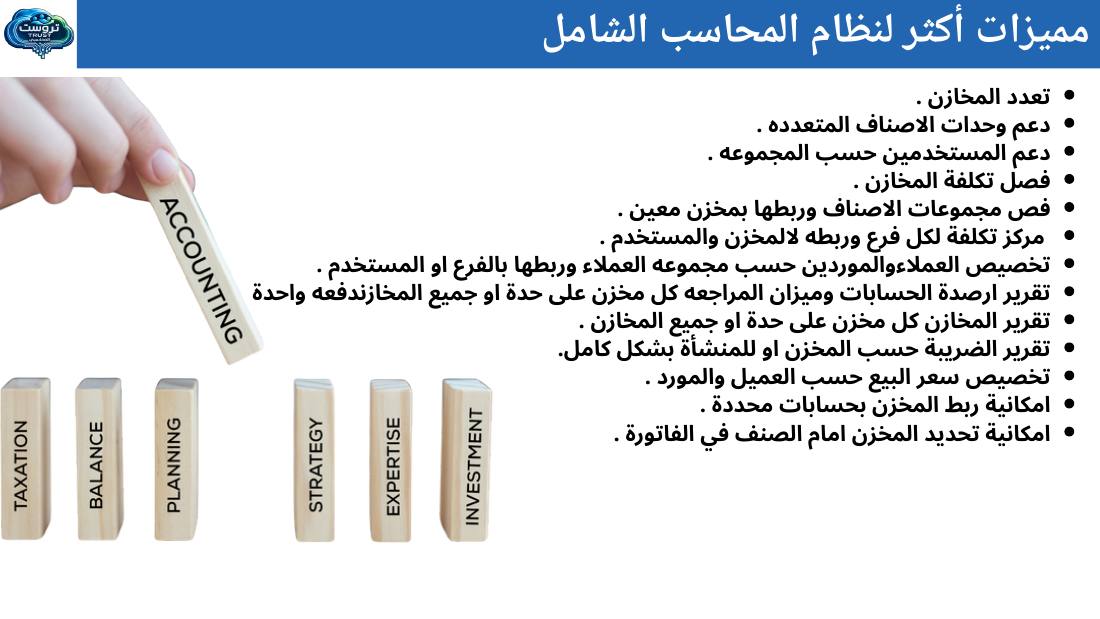 مميزات أكثر لنظام المحاسب الشامل
تروست
TRUST
• تعدد المخازن .
• دعم وحدات الاصناف المتعدده .
• دعم المستخدمين حسب المجموعه .
• فصل تكلفة المخازن .
• فص مجموعات الاصناف وربطها بمخزن معين .
• مركز تكلفة لكل فرع وربطه لالمخزن والمستخدم .
• تخصيص العملاءوالموردين حسب مجموعه العملاء وربطها بالفرع او المستخدم .
• تقرير ارصدة الحسابات وميزان المراجعه كل مخزن على حدة او جميع المخازندفعه واحدة
• تقرير المخازن كل مخزن على حدة او جميع المخازن .
• تقرير الضريبة حسب المخزن او للمنشأة بشكل كامل.
• تخصيص سعر البيع حسب العميل والمورد .
• امكانية ربط المخزن بحسابات محددة .
• امكانية تحديد المخزن امام الصنف في الفاتورة .
ACCOUNTING
TAXATION
BALANCE
PLANNING
STRATEGY
EXPERTISE
INVESTMENT